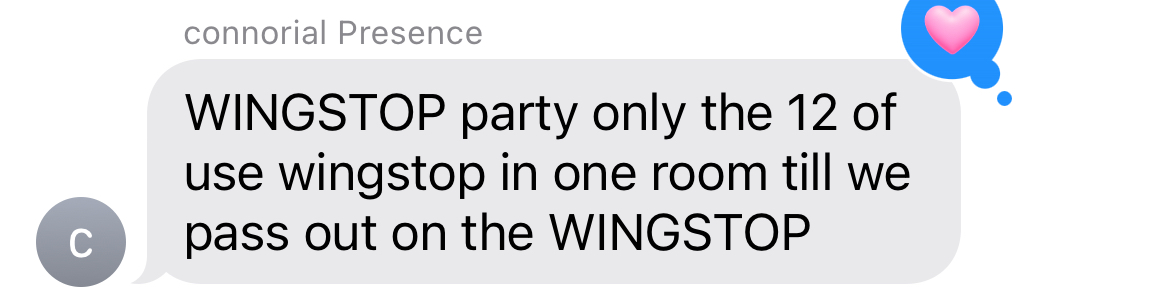 connorial Presence
WINGSTOP party only the 12 of
use wingstop in one room till we
pass out on the WINGSTOP
C